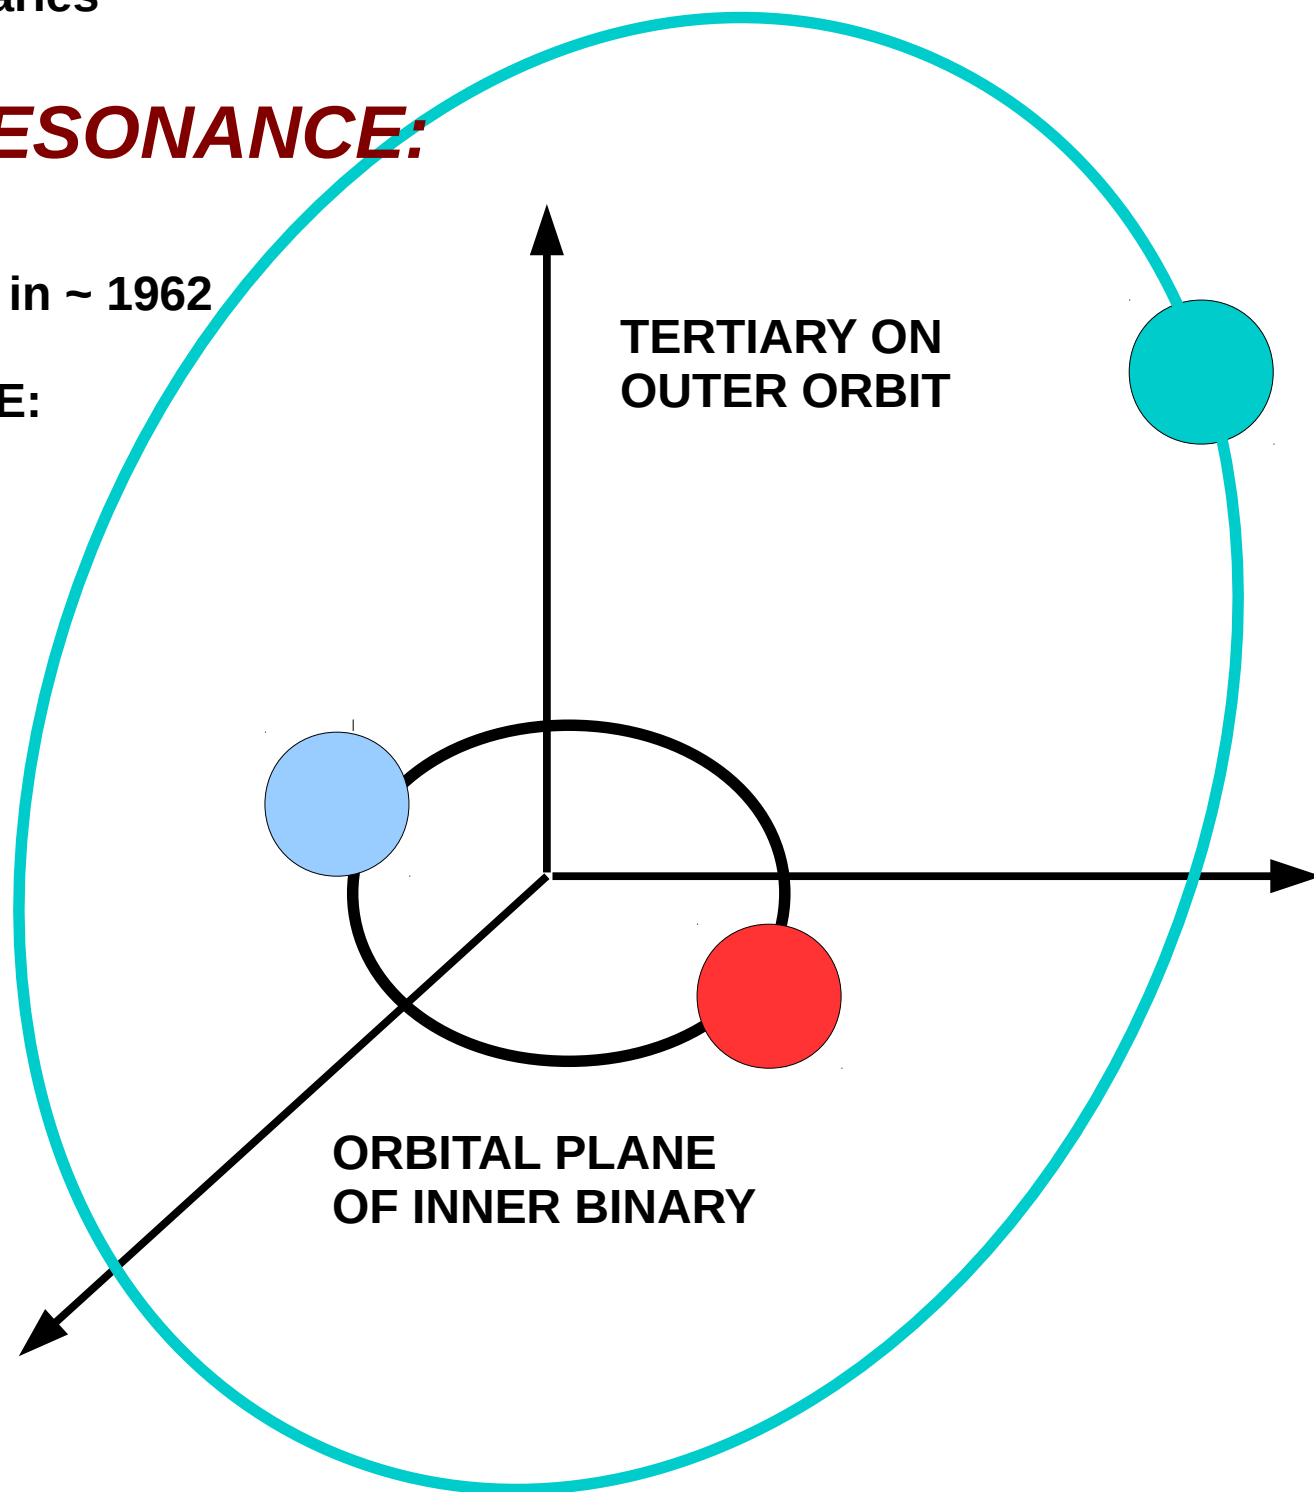 ESONANCE:
in ~ 1962
TERTIARY ON
OUTER ORBIT
E:
ORBITAL PLANE
OF INNER BINARY